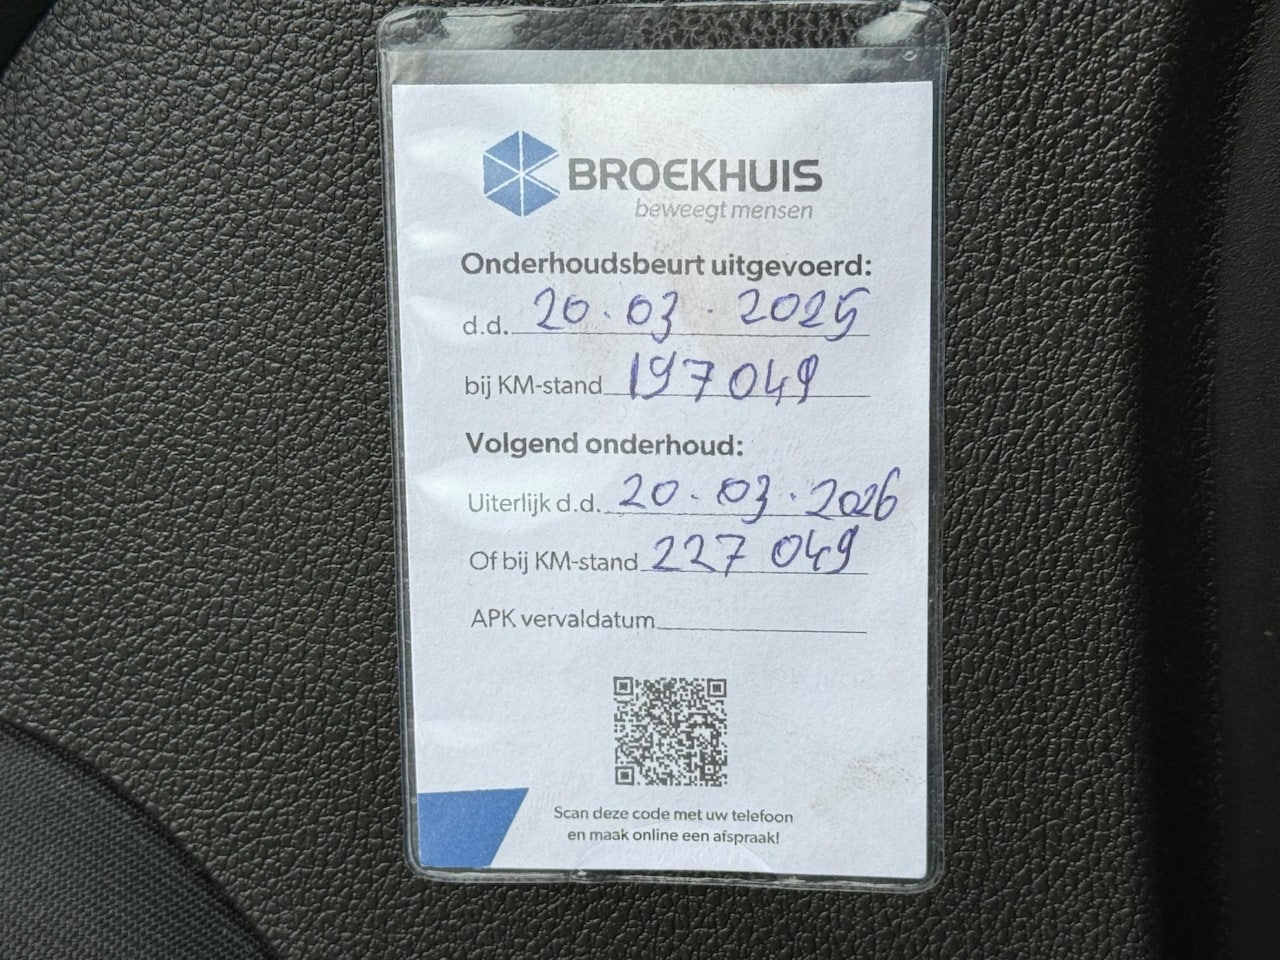 BROEKHUIS
beweegt mensen
Onderhoudsbeurt uitgevoerd:
d.d. 20.03.2025
bij KM-stand 197049
Volgend onderhoud:
Uiterlijk d.d. 20.03.2026
Of bij KM-stand 227049
APK vervaldatum
Scan deze code met uw telefoon
en maak online een afspraak!